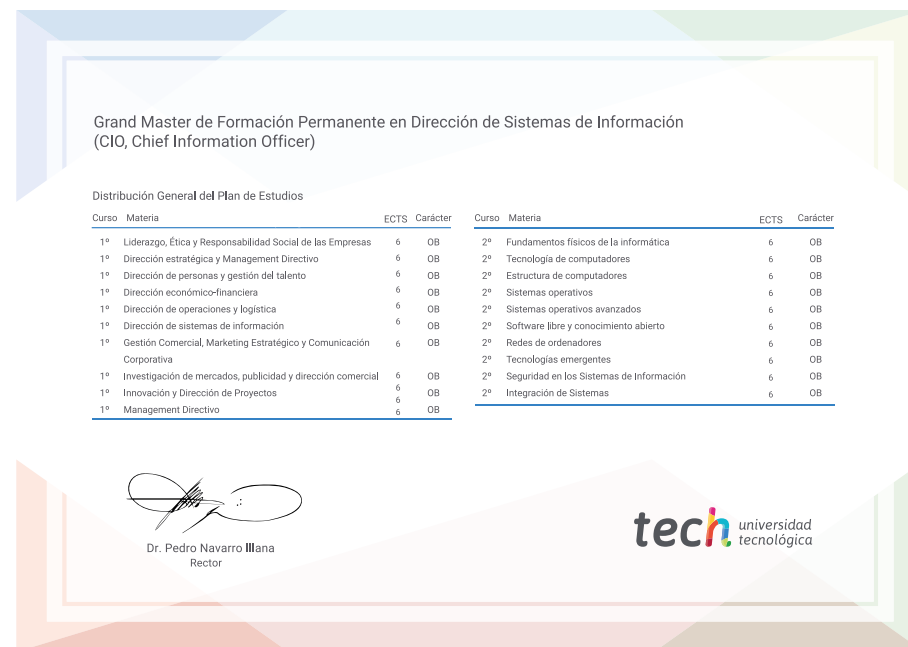 Grand Master de Formación Permanente en Dirección de Sistemas de Información
(CIO, Chief Information Officer)
Distribución General del Plan de Estudios
Curso Materia ECTS Carácter
1º Liderazgo, Ética y Responsabilidad Social de las Empresas 6 OB
1º Dirección estratégica y Management Directivo 6 OB
1º Dirección de personas y gestión del talento 6 OB
1º Dirección económico-financiera 6 OB
1º Dirección de operaciones y logística 6 OB
1º Dirección de sistemas de información 6 OB
1º Gestión Comercial, Marketing Estratégico y Comunicación 6 OB
Corporativa
1º Investigación de mercados, publicidad y dirección comercial 6 OB
6
1º Innovación y Dirección de Proyectos OB
6
1º Management Directivo 6 OB
Curso Materia ECTS Carácter
2º Fundamentos físicos de la informática 6 OB
2º Tecnología de computadores 6 OB
2º Estructura de computadores 6 OB
2º Sistemas operativos 6 OB
2º Sistemas operativos avanzados 6 OB
2º Software libre y conocimiento abierto 6 OB
2º Redes de ordenadores 6 OB
2º Tecnologías emergentes 6 OB
2º Seguridad en los Sistemas de Información 6 OB
2º Integración de Sistemas 6 OB
Dr. Pedro Navarro Illana
Rector
tech universidad
tecnológica